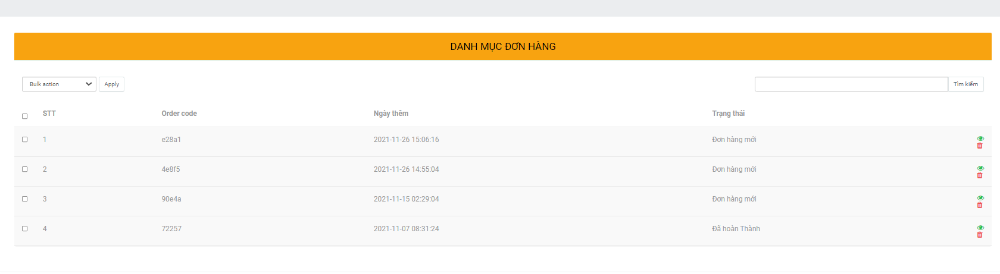 DANH MỤC ĐƠN HÀNG
Bulk action Apply Tìm kiếm
STT Order code Ngày thêm Trạng thái
1 e28a1 2021-11-26 15:06:16 Đơn hàng mới
2 4e8f5 2021-11-26 14:55:04 Đơn hàng mới
3 90e4a 2021-11-15 02:29:04 Đơn hàng mới
4 72257 2021-11-07 08:31:24 Đã hoàn Thành